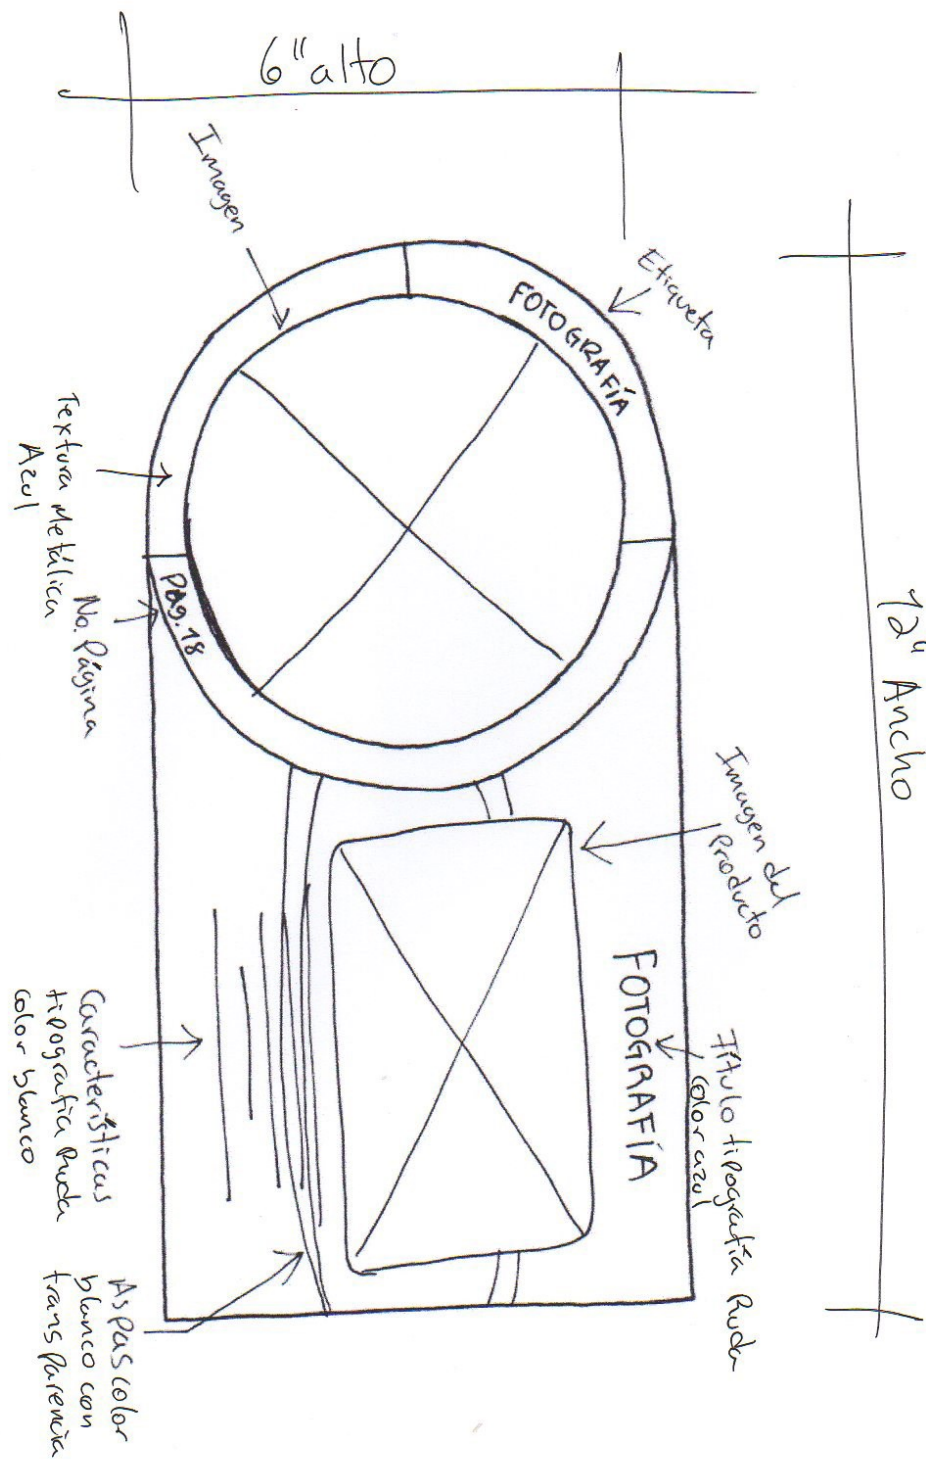 6" alto
12" Ancho
Imagen
Etiqueta
FOTOGRAFÍA
Textura Metálica
Azul
No. Página
Pág. 18
Imagen del
Producto
FOTOGRAFÍA
Título tipografía Ruda
color azul
Características
tipografía Ruda
color blanco
Aspas color
blanco con
transparencia